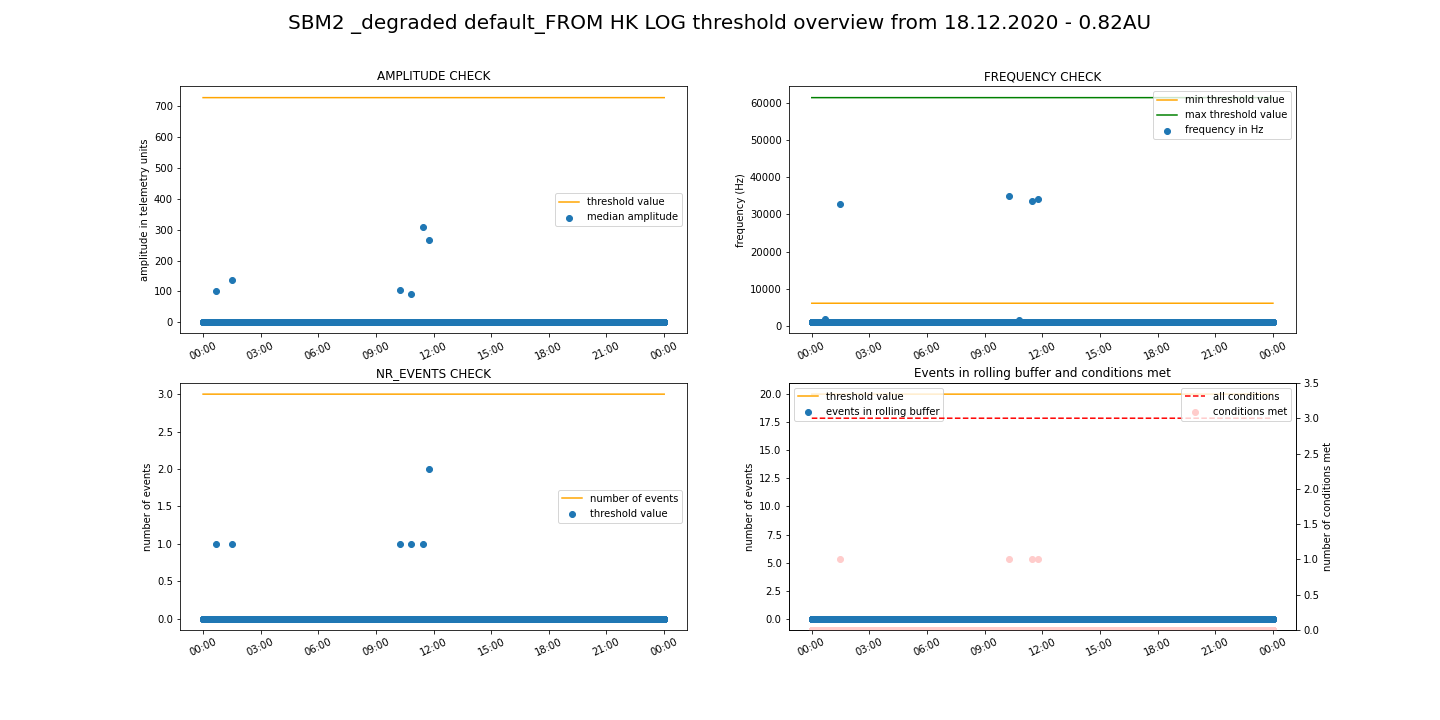 SBM2 _degraded default_FROM HK LOG threshold overview from 18.12.2020 - 0.82AU
AMPLITUDE CHECK
amplitude in telemetry units
700
600
500
400
300
200
100
0
threshold value
median amplitude
00:00 03:00 06:00 09:00 12:00 15:00 18:00 21:00 00:00
FREQUENCY CHECK
frequency (Hz)
60000
50000
40000
30000
20000
10000
0
min threshold value
max threshold value
frequency in Hz
00:00 03:00 06:00 09:00 12:00 15:00 18:00 21:00 00:00
NR_EVENTS CHECK
number of events
3.0
2.5
2.0
1.5
1.0
0.5
0.0
number of events
threshold value
00:00 03:00 06:00 09:00 12:00 15:00 18:00 21:00 00:00
Events in rolling buffer and conditions met
number of events
20.0
17.5
15.0
12.5
10.0
7.5
5.0
2.5
0.0
threshold value
events in rolling buffer
all conditions
conditions met
3.5
3.0
2.5
2.0
1.5
1.0
0.5
0.0
number of conditions met
00:00 03:00 06:00 09:00 12:00 15:00 18:00 21:00 00:00